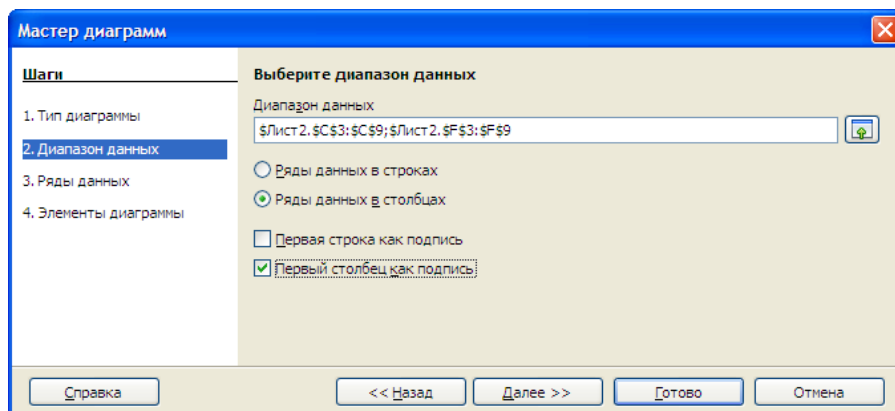 Мастер диаграмм
Шаги
1. Тип диаграммы
2. Диапазон данных
3. Ряды данных
4. Элементы диаграммы
Выберите диапазон данных
Диапазон данных
$Лист2.$C$3:$C$9;$Лист2.$F$3:$F$9
Ряды данных в строках
Ряды данных в столбцах
Первая строка как подпись
Первый столбец как подпись
Справка
<< Назад
Далее >>
Готово
Отмена